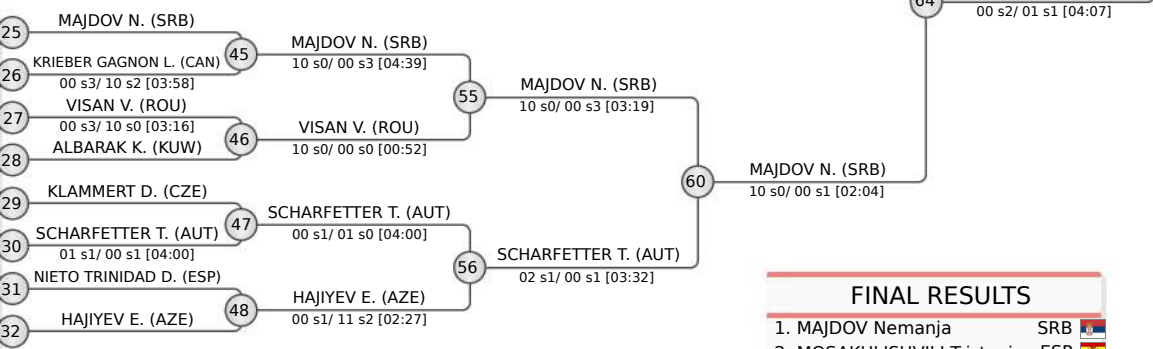 64
00 s2/ 01 s1 [04:07]
25
MAJDOV N. (SRB)
45
MAJDOV N. (SRB)
10 s0/ 00 s3 [04:39]
26
KRIEBER GAGNON L. (CAN)
00 s3/ 10 s2 [03:58]
55
MAJDOV N. (SRB)
10 s0/ 00 s3 [03:19]
27
VISAN V. (ROU)
00 s3/ 10 s0 [03:16]
46
VISAN V. (ROU)
10 s0/ 00 s0 [00:52]
28
ALBARAK K. (KUW)
60
MAJDOV N. (SRB)
10 s0/ 00 s1 [02:04]
29
KLAMMERT D. (CZE)
47
SCHARFETTER T. (AUT)
00 s1/ 01 s0 [04:00]
30
SCHARFETTER T. (AUT)
01 s1/ 00 s1 [04:00]
56
SCHARFETTER T. (AUT)
02 s1/ 00 s1 [03:32]
31
NIETO TRINIDAD D. (ESP)
48
HAJIYEV E. (AZE)
00 s1/ 11 s2 [02:27]
32
HAJIYEV E. (AZE)
FINAL RESULTS
1. MAJDOV Nemanja SRB